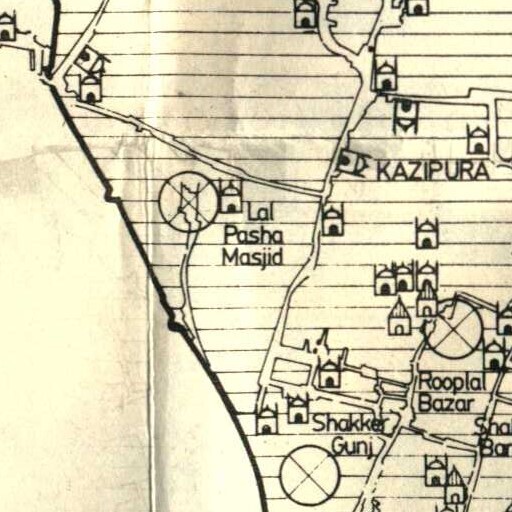 KAZIPURA
Lal
Pasha
Masjid
Rooplal
Bazar
Shakker
Gunj